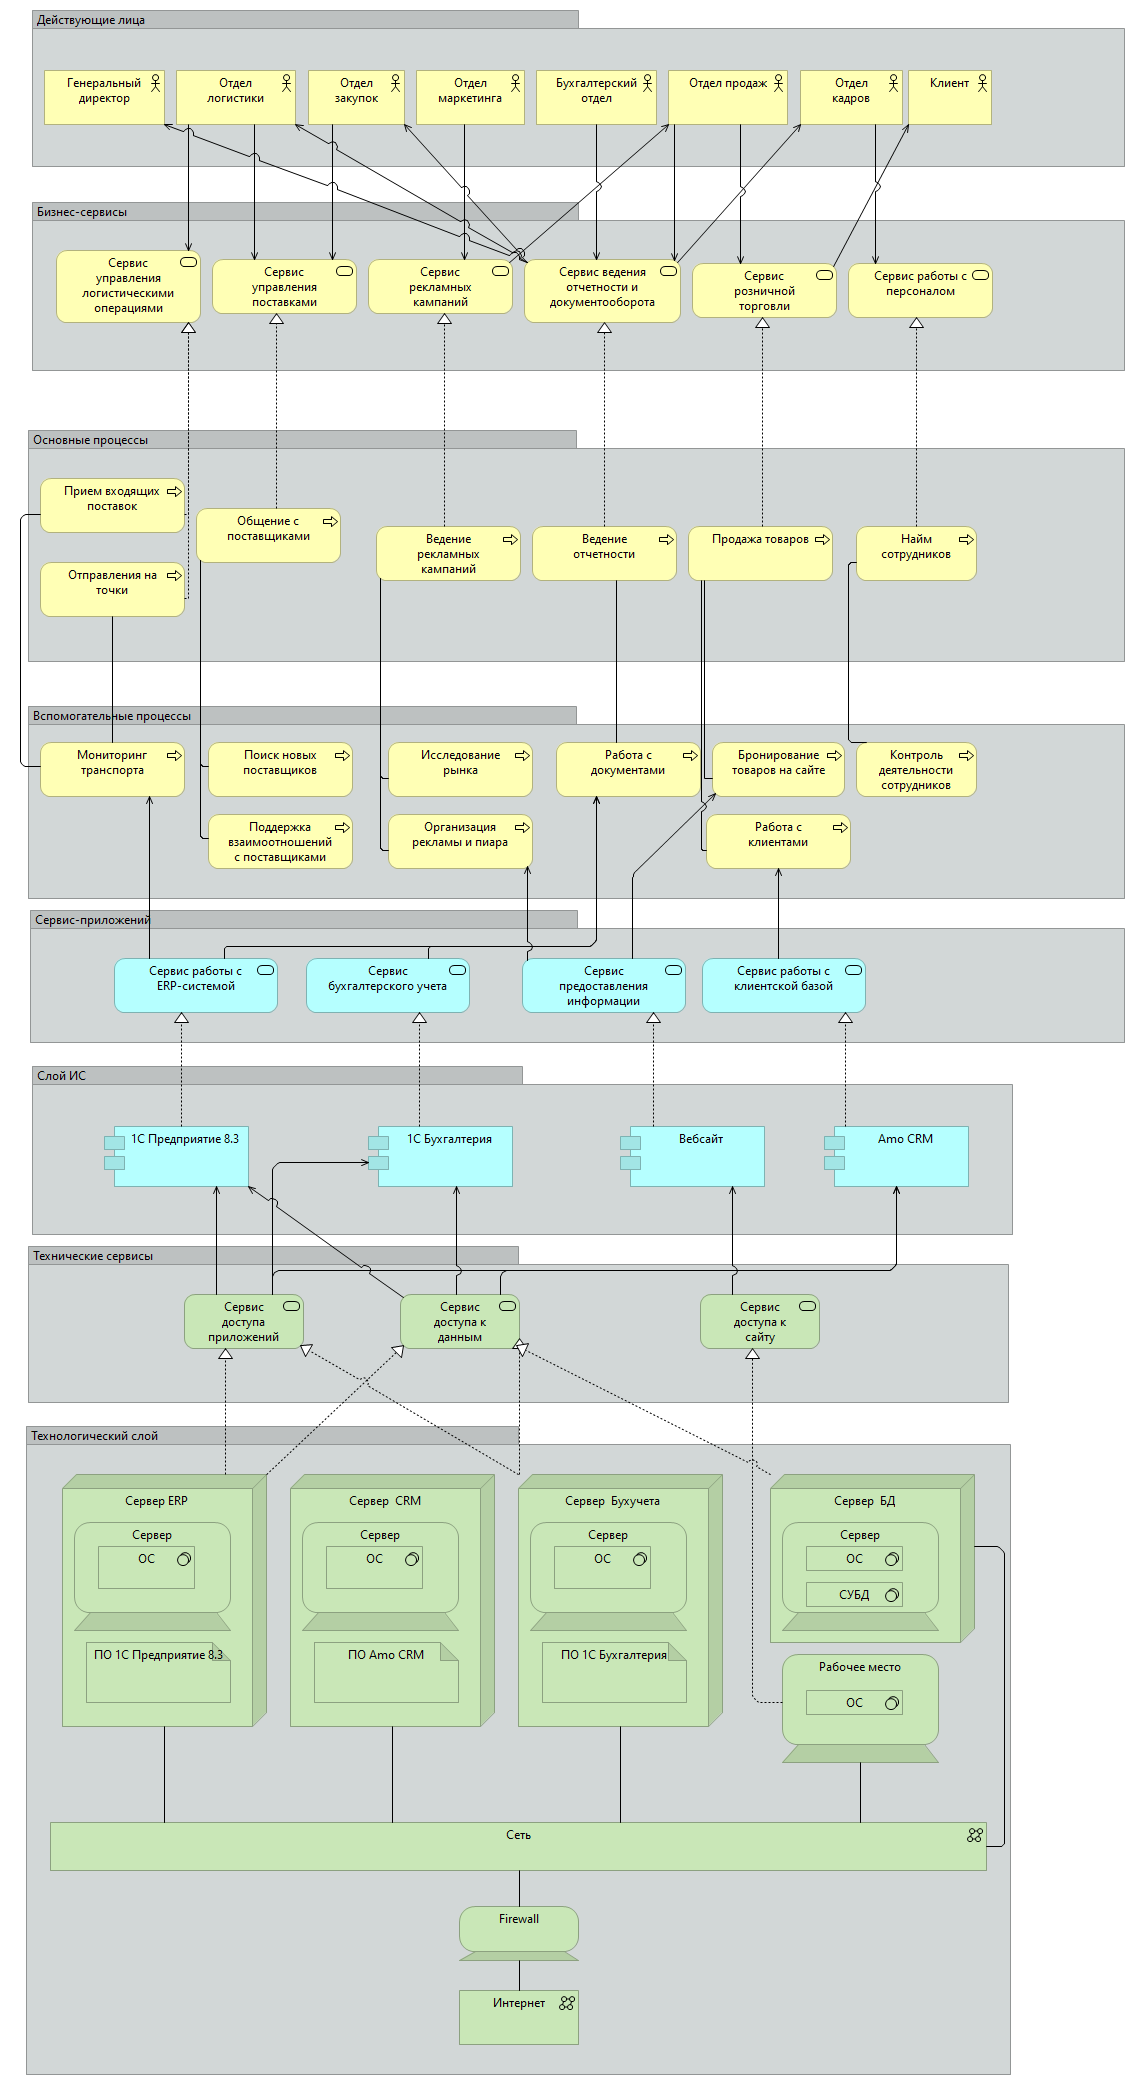 Действующие лица
Генеральный
директор
Отдел
логистики
Отдел
закупок
Отдел
маркетинга
Бухгалтерский
отдел
Отдел продаж
Отдел
кадров
Клиент
Бизнес-сервисы
Сервис
управления
логистическими
операциями
Сервис
управления
поставками
Сервис
рекламных
кампаний
Сервис ведения
отчетности и
документооборота
Сервис
розничной
торговли
Сервис работы с
персоналом
Основные процессы
Прием входящих
поставок
Отправления на
точки
Общение с
поставщиками
Ведение
рекламных
кампаний
Ведение
отчетности
Продажа товаров
Найм
сотрудников
Вспомогательные процессы
Мониторинг
транспорта
Поиск новых
поставщиков
Исследование
рынка
Работа с
документами
Бронирование
товаров на сайте
Контроль
деятельности
сотрудников
Поддержка
взаимоотношений
с поставщиками
Организация
рекламы и пиара
Работа с
клиентами
Сервис-приложений
Сервис работы с
ERP-системой
Сервис
бухгалтерского учета
Сервис
предоставления
информации
Сервис работы с
клиентской базой
Слой ИС
1С Предприятие 8.3
1С Бухгалтерия
Вебсайт
Amo CRM
Технические сервисы
Сервис
доступа
приложений
Сервис
доступа к
данным
Сервис
доступа к
сайту
Технологический слой
Сервер ERP
Сервер
ОС
ПО 1С Предприятие 8.3
Сервер CRM
Сервер
ОС
ПО Amo CRM
Сервер Бухучета
Сервер
ОС
ПО 1С Бухгалтерия
Сервер БД
Сервер
ОС
СУБД
Рабочее место
ОС
Сеть
Firewall
Интернет